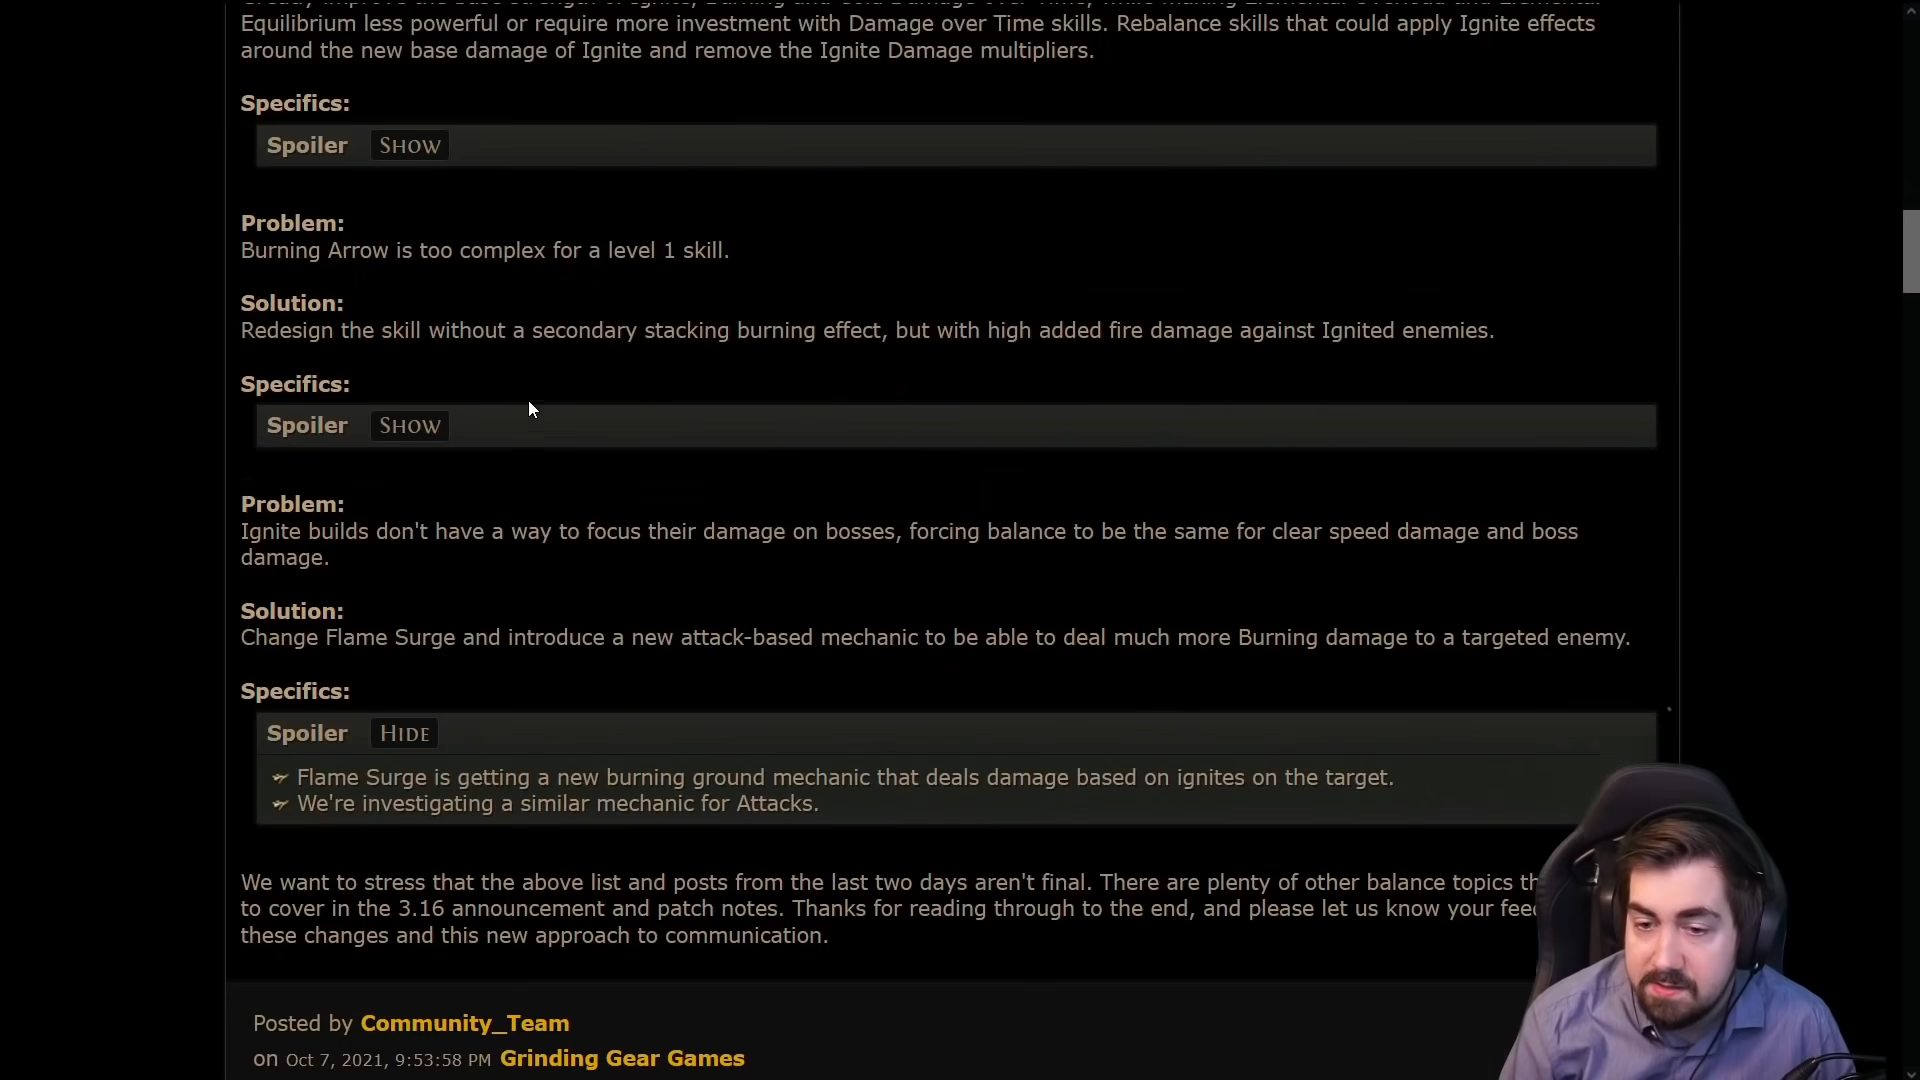 Equilibrium less powerful or require more investment with Damage over Time skills. Rebalance skills that could apply Ignite effects
around the new base damage of Ignite and remove the Ignite Damage multipliers.
Specifics:
Spoiler SHOW
Problem:
Burning Arrow is too complex for a level 1 skill.
Solution:
Redesign the skill without a secondary stacking burning effect, but with high added fire damage against Ignited enemies.
Specifics:
Spoiler SHOW
Problem:
Ignite builds don't have a way to focus their damage on bosses, forcing balance to be the same for clear speed damage and boss
damage.
Solution:
Change Flame Surge and introduce a new attack-based mechanic to be able to deal much more Burning damage to a targeted enemy.
Specifics:
Spoiler HIDE
Flame Surge is getting a new burning ground mechanic that deals damage based on ignites on the target.
We're investigating a similar mechanic for Attacks.
We want to stress that the above list and posts from the last two days aren't final. There are plenty of other balance topics
to cover in the 3.16 announcement and patch notes. Thanks for reading through to the end, and please let us know your
these changes and this new approach to communication.
Posted by Community_Team
on Oct 7, 2021, 9:53:58 PM Grinding Gear Games